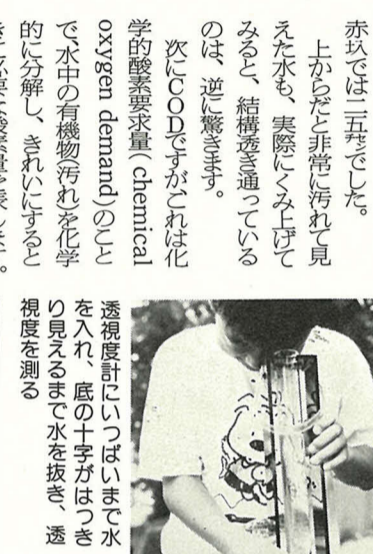 赤圦では二五㌢でした。
上からだと非常に汚れて見
えた水も、実際にくみ上げて
みると、結構透き通っている
のは、逆に驚きます。
次にCODですが、これは化
学的酸素要求量(chemical
oxygen demand)のこと
で、水中の有機物(汚れ)を化学
的に分解し、きれいにすると
透視度計にいっぱいまで水
を入れ、底の十字がはっき
り見えるまで水を抜き、透
視度を測る